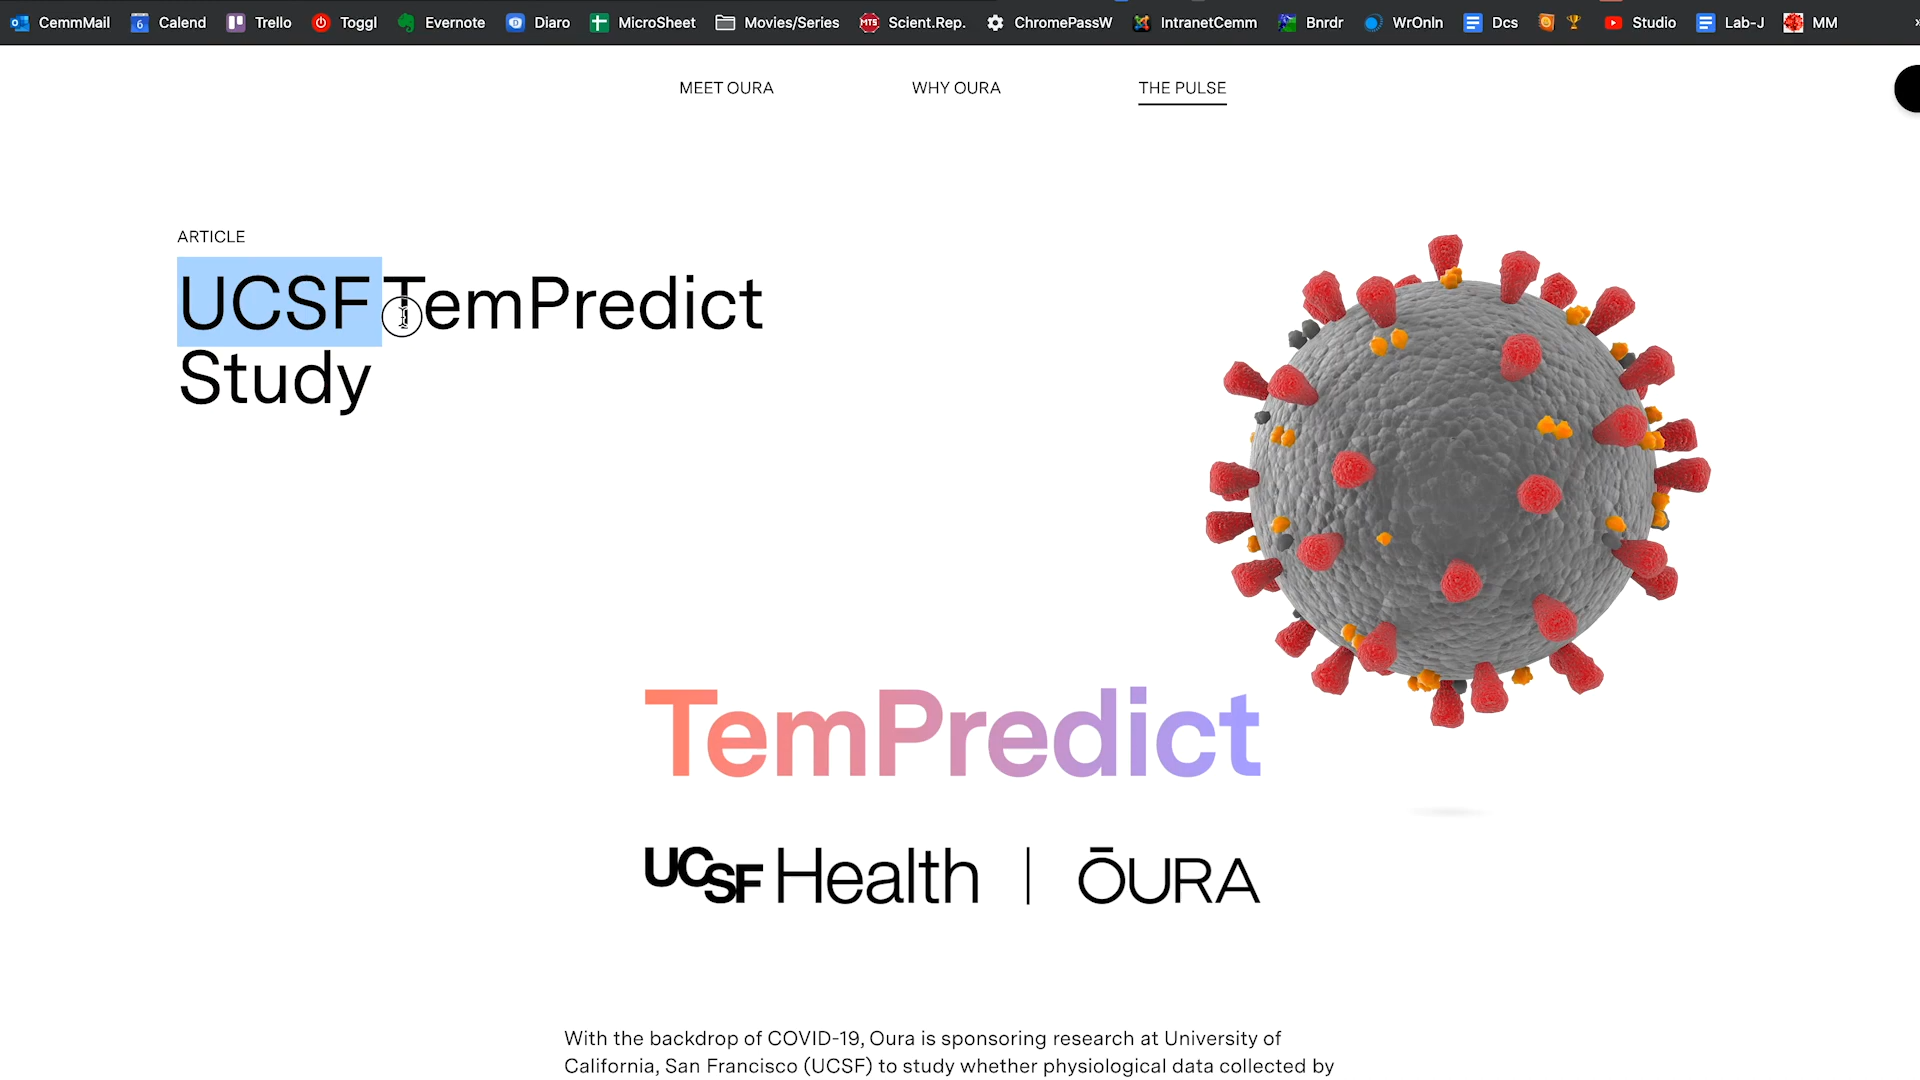 CemmMail Calend Trello Toggl Evernote Diaro MicroSheet Movies/Series Scient.Rep. ChromePassW IntranetCemm Bnrdr WrOnln Dcs Studio Lab-J MM »
MEET OURA WHY OURA THE PULSE
ARTICLE
UCSF TemPredict
Study
TemPredict
UCSF Health | ŌURA
With the backdrop of COVID-19, Oura is sponsoring research at University of
California, San Francisco (UCSF) to study whether physiological data collected by